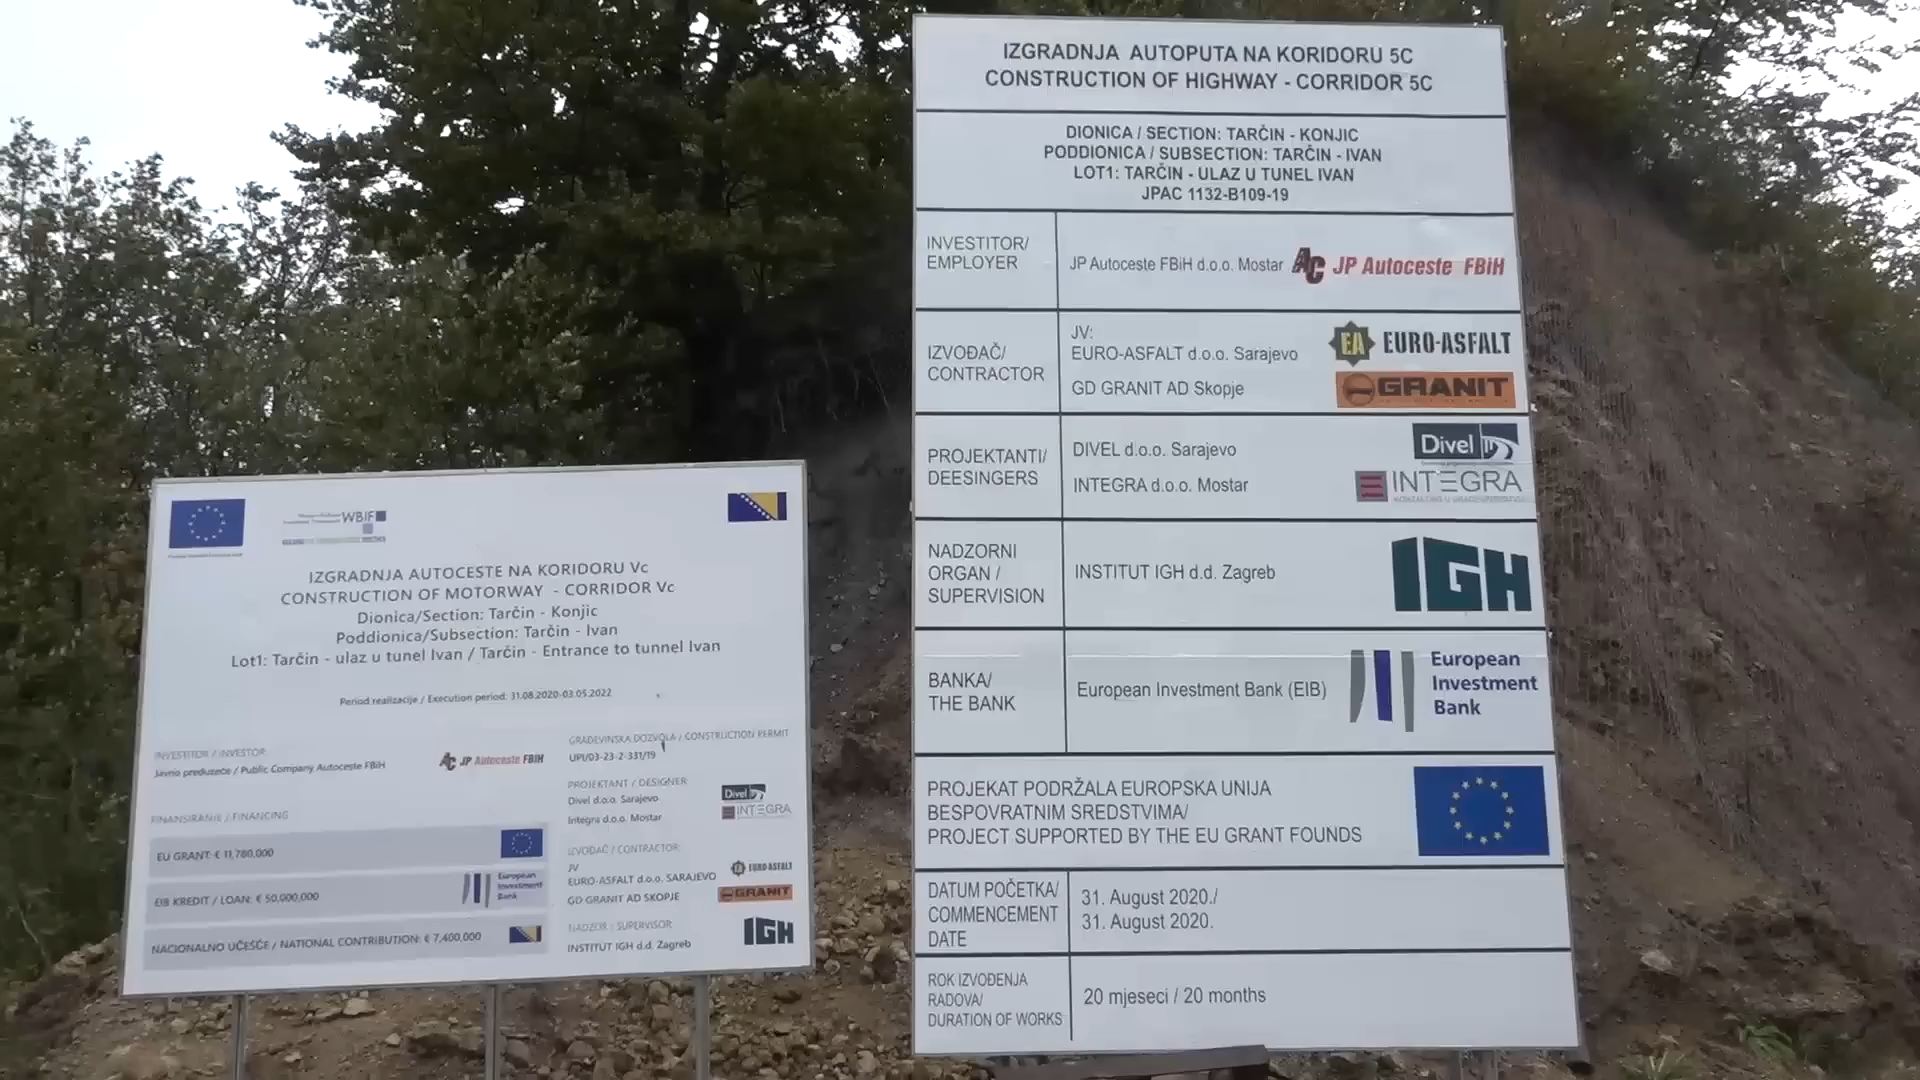 WBIF
IZGRADNJA AUTOCESTE NA KORIDORU Vc
CONSTRUCTION OF MOTORWAY - CORRIDOR Vc
Dionica/Section: Tarčin - Konjic
Poddionica/Subsection: Tarčin - Ivan
Lot1: Tarčin - ulaz u tunel Ivan / Tarčin - Entrance to tunnel Ivan
Period realizacije / Execution period: 31.08.2020-03.05.2022
INVESTITOR / INVESTOR:
Javno preduzeće / Public Company Autoceste FBiH
AC JP Autoceste FBIH
FINANSIRANJE / FINANCING
EU GRANT: € 11,780,000
EIB KREDIT / LOAN: € 50,000,000
European
Investment
Bank
NACIONALNO UČEŠĆE / NATIONAL CONTRIBUTION: € 7,400,000
GRAĐEVINSKA DOZVOLA / CONSTRUCTION PERMIT
UPI/03-23-2-331/19
PROJEKTANT / DESIGNER:
Divel d.o.o. Sarajevo
Divel
Integra d.o.o. Mostar
INTEGRA
IZVOĐAČ / CONTRACTOR:
JV
EURO-ASFALT d.o.o. SARAJEVO
EURO-ASFALT
GD GRANIT AD SKOPJE
GRANIT
NADZOR / SUPERVISOR:
INSTITUT IGH d.d. Zagreb
IGH
IZGRADNJA AUTOPUTA NA KORIDORU 5C
CONSTRUCTION OF HIGHWAY - CORRIDOR 5C
DIONICA / SECTION: TARČIN - KONJIC
PODDIONICA / SUBSECTION: TARČIN - IVAN
LOT1: TARČIN - ULAZ U TUNEL IVAN
JPAC 1132-B109-19
INVESTITOR/
EMPLOYER
JP Autoceste FBiH d.o.o. Mostar
AC JP Autoceste FBiH
IZVOĐAČ/
CONTRACTOR
JV:
EURO-ASFALT d.o.o. Sarajevo
EA EURO-ASFALT
GD GRANIT AD Skopje
GRANIT
PROJEKTANTI/
DEESINGERS
DIVEL d.o.o. Sarajevo
Divel
INTEGRA d.o.o. Mostar
INTEGRA
NADZORNI
ORGAN /
SUPERVISION
INSTITUT IGH d.d. Zagreb
IGH
BANKA/
THE BANK
European Investment Bank (EIB)
European
Investment
Bank
PROJEKAT PODRŽALA EUROPSKA UNIJA
BESPOVRATNIM SREDSTVIMA/
PROJECT SUPPORTED BY THE EU GRANT FOUNDS
DATUM POČETKA/
COMMENCEMENT
DATE
31. August 2020./
31. August 2020.
ROK IZVOĐENJA
RADOVA/
DURATION OF WORKS
20 mjeseci / 20 months